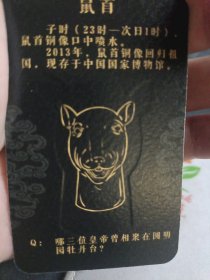 鼠首
子时（23时—次日1时），
鼠首铜像口中喷水。
2013年，鼠首铜像回归祖
国，现存于中国国家博物馆。
Q：哪三位皇帝曾相聚在圆明
园牡丹台？